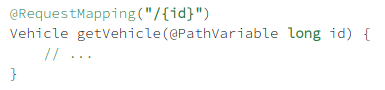 @RequestMapping("/{id}")
Vehicle getVehicle(@PathVariable long id) {
    // ...
}